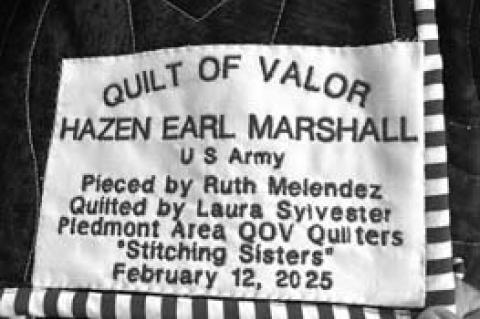 QUILT OF VALOR
HAZEN EARL MARSHALL
U S Army
Pieced by Ruth Melendez
Quilted by Laura Sylvester
Piedmont Area QOV Quilters
"Stitching Sisters"
February 12, 2025